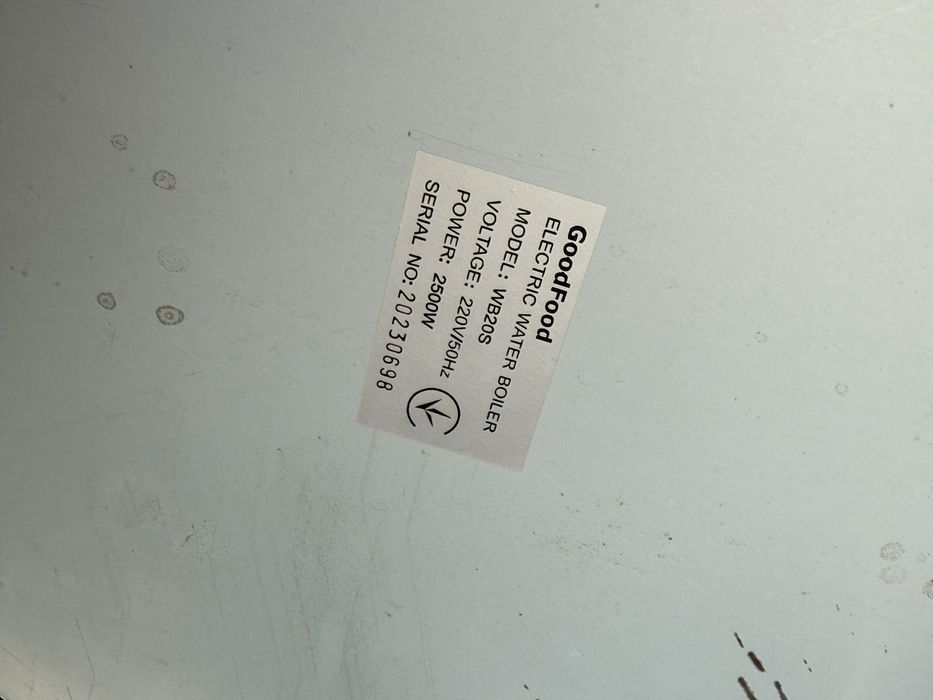 GoodFood
ELECTRIC WATER BOILER
MODEL: WB20S
VOLTAGE: 220V/50Hz
POWER: 2500W
SERIAL NO: 20230698